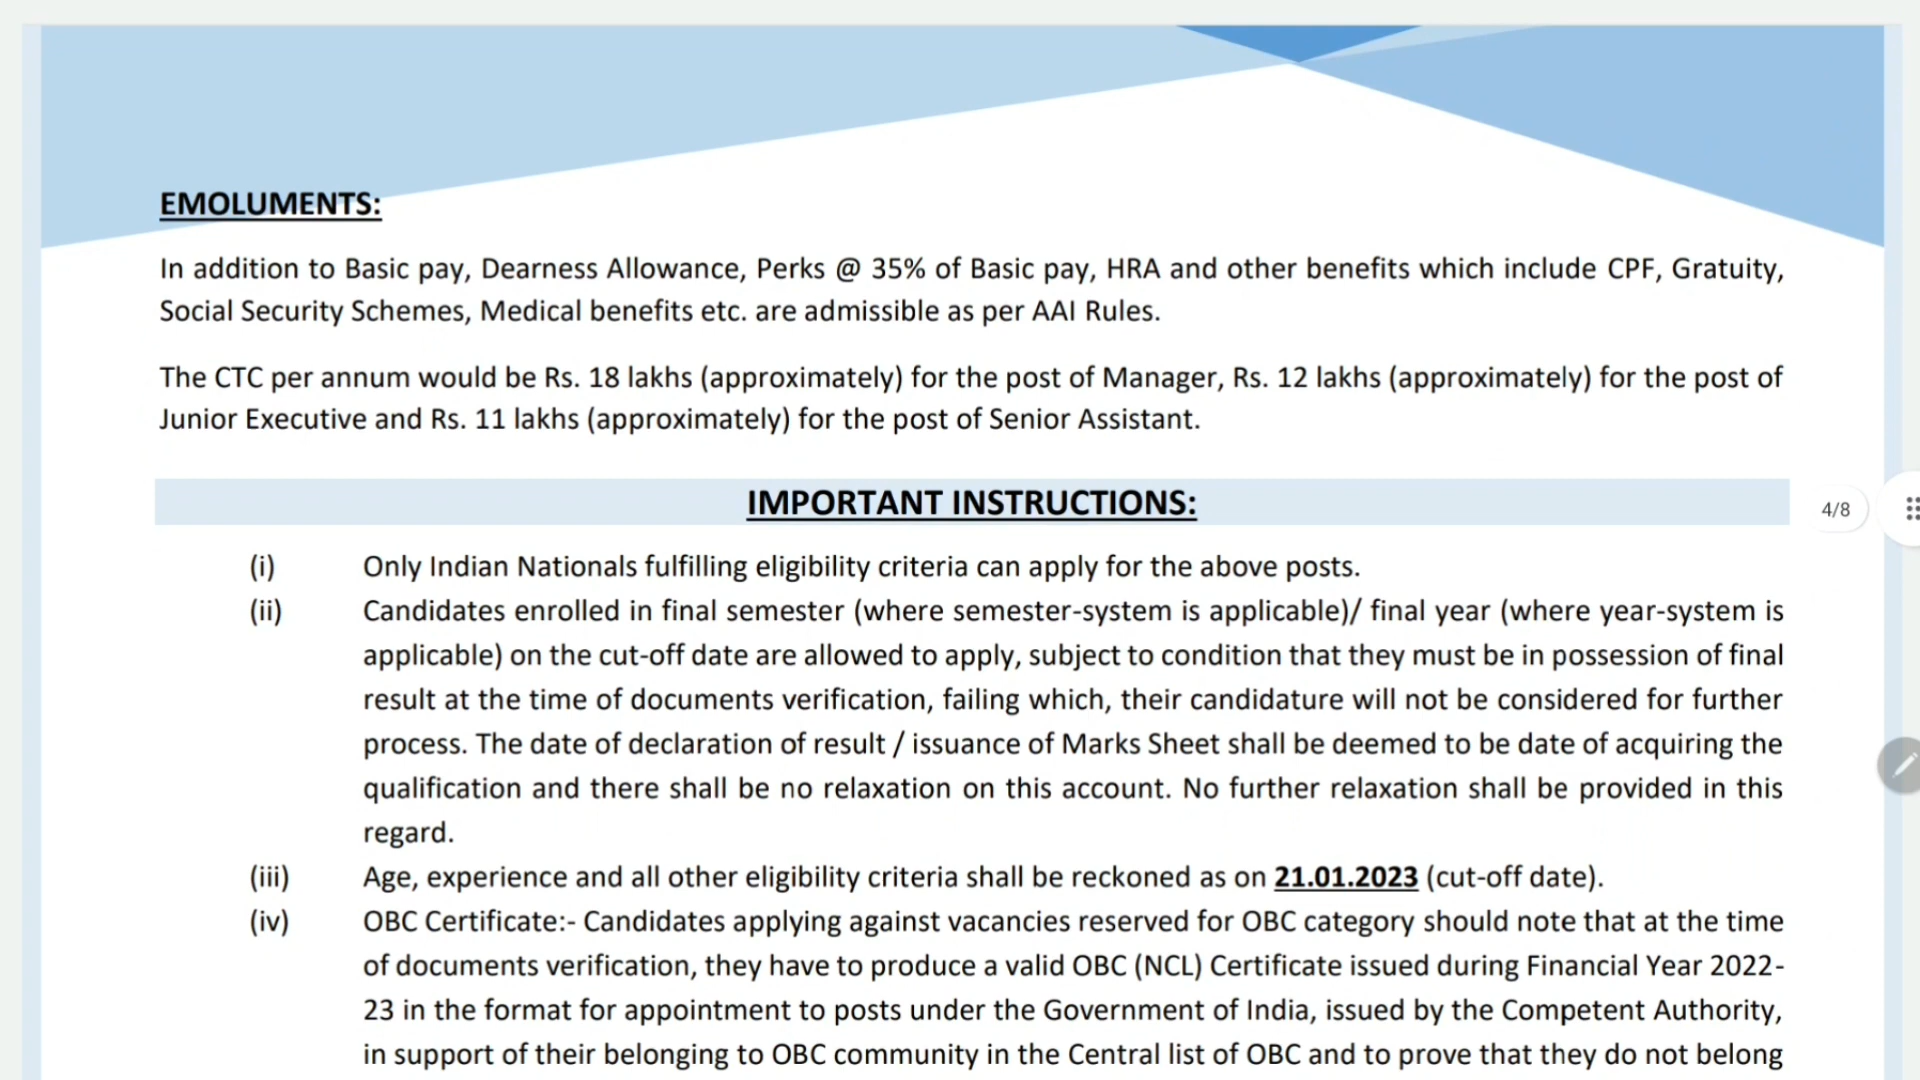 EMOLUMENTS:
In addition to Basic pay, Dearness Allowance, Perks @ 35% of Basic pay, HRA and other benefits which include CPF, Gratuity,
Social Security Schemes, Medical benefits etc. are admissible as per AAI Rules.
The CTC per annum would be Rs. 18 lakhs (approximately) for the post of Manager, Rs. 12 lakhs (approximately) for the post of
Junior Executive and Rs. 11 lakhs (approximately) for the post of Senior Assistant.
IMPORTANT INSTRUCTIONS:
4/8
(i) Only Indian Nationals fulfilling eligibility criteria can apply for the above posts.
(ii) Candidates enrolled in final semester (where semester-system is applicable)/ final year (where year-system is
applicable) on the cut-off date are allowed to apply, subject to condition that they must be in possession of final
result at the time of documents verification, failing which, their candidature will not be considered for further
process. The date of declaration of result / issuance of Marks Sheet shall be deemed to be date of acquiring the
qualification and there shall be no relaxation on this account. No further relaxation shall be provided in this
regard.
(iii) Age, experience and all other eligibility criteria shall be reckoned as on 21.01.2023 (cut-off date).
(iv) OBC Certificate:- Candidates applying against vacancies reserved for OBC category should note that at the time
of documents verification, they have to produce a valid OBC (NCL) Certificate issued during Financial Year 2022-
23 in the format for appointment to posts under the Government of India, issued by the Competent Authority,
in support of their belonging to OBC community in the Central list of OBC and to prove that they do not belong